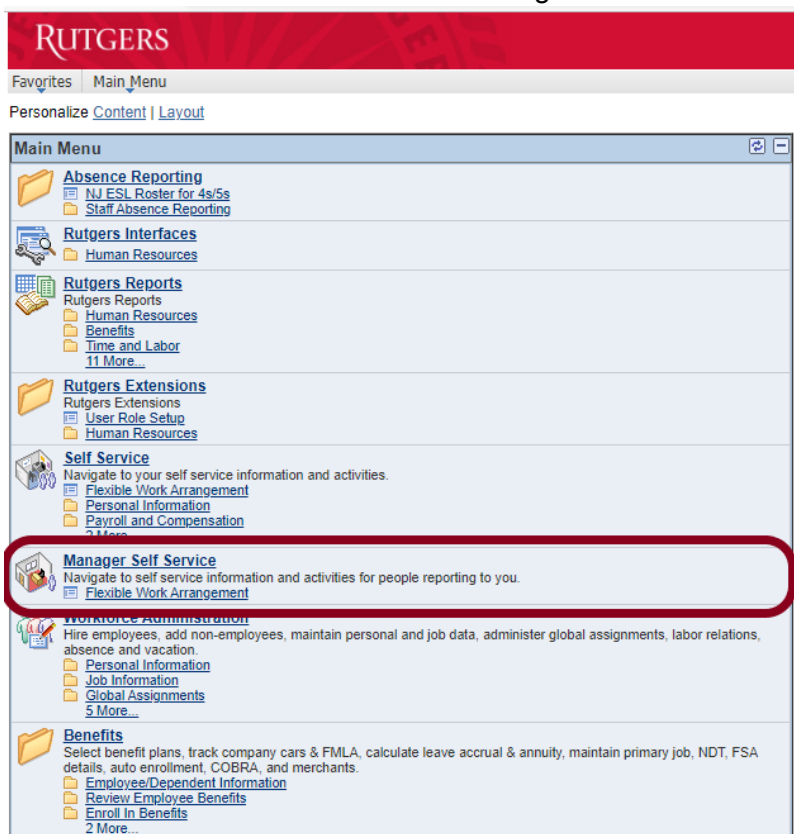 RUTGERS
Favorites Main Menu
Personalize Content | Layout
Main Menu
Absence Reporting
NJ ESL Roster for 4s/5s
Staff Absence Reporting
Rutgers Interfaces
Human Resources
Rutgers Reports
Rutgers Reports
Human Resources
Benefits
Time and Labor
11 More...
Rutgers Extensions
Rutgers Extensions
User Role Setup
Human Resources
Self Service
Navigate to your self service information and activities.
Flexible Work Arrangement
Personal Information
Payroll and Compensation
2 More...
Manager Self Service
Navigate to self service information and activities for people reporting to you.
Flexible Work Arrangement
Workforce Administration
Hire employees, add non-employees, maintain personal and job data, administer global assignments, labor relations,
absence and vacation.
Personal Information
Job Information
Global Assignments
5 More...
Benefits
Select benefit plans, track company cars & FMLA, calculate leave accrual & annuity, maintain primary job, NDT, FSA
details, auto enrollment, COBRA, and merchants.
Employee/Dependent Information
Review Employee Benefits
Enroll In Benefits
2 More...